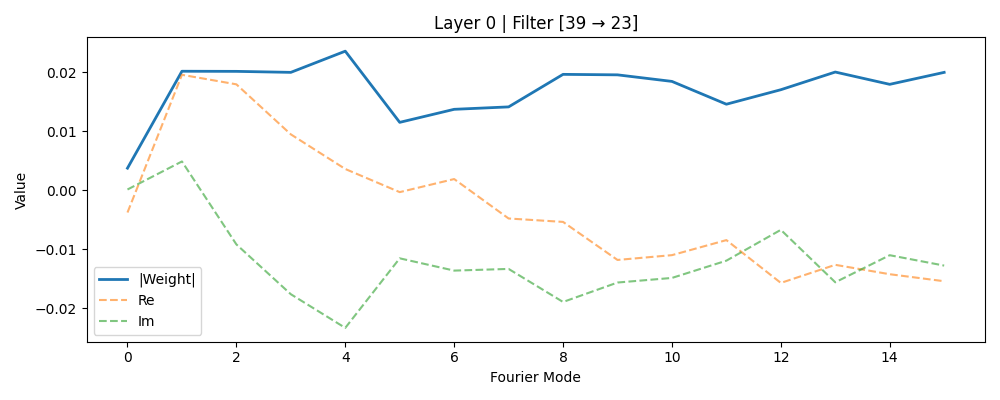 Layer 0 | Filter [39 → 23]
Value
0.02
0.01
0.00
−0.01
−0.02
|Weight|
Re
Im
0 2 4 6 8 10 12 14
Fourier Mode